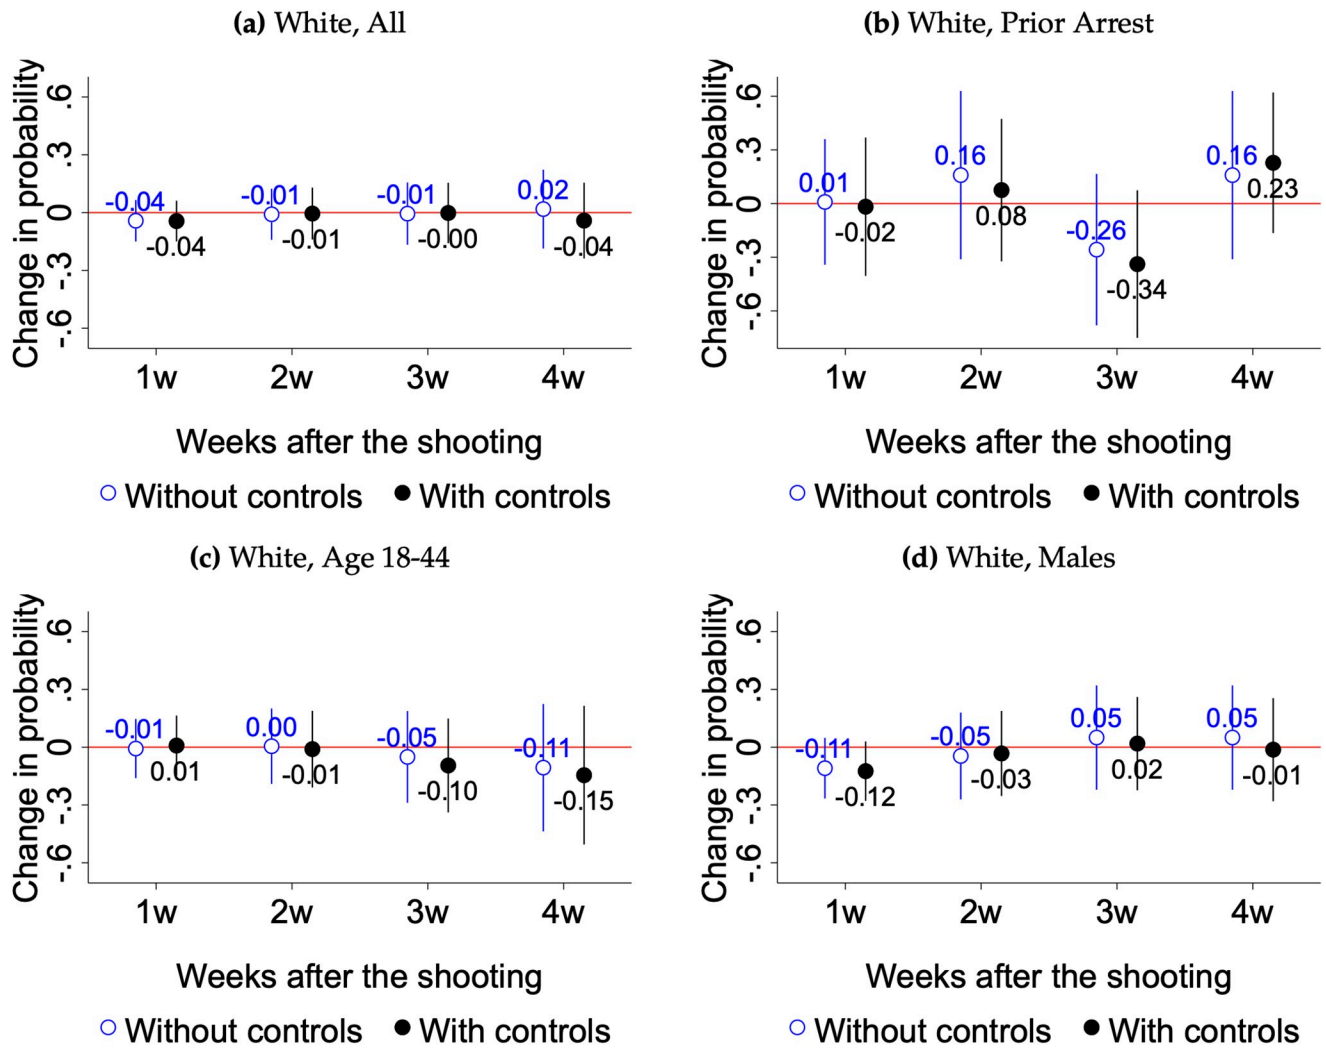 (a) White, All
Change in probability
.6
.3
0
-.3
-.6
-0.04
-0.04
-0.01
-0.01
-0.01
-0.00
0.02
-0.04
1w 2w 3w 4w
Weeks after the shooting
Without controls With controls
(b) White, Prior Arrest
Change in probability
.6
.3
0
-.3
-.6
0.01
-0.02
0.16
0.08
-0.26
-0.34
0.16
0.23
1w 2w 3w 4w
Weeks after the shooting
Without controls With controls
(c) White, Age 18-44
Change in probability
.6
.3
0
-.3
-.6
-0.01
0.01
0.00
-0.01
-0.05
-0.10
-0.11
-0.15
1w 2w 3w 4w
Weeks after the shooting
Without controls With controls
(d) White, Males
Change in probability
.6
.3
0
-.3
-.6
-0.11
-0.12
-0.05
-0.03
0.05
0.02
0.05
-0.01
1w 2w 3w 4w
Weeks after the shooting
Without controls With controls